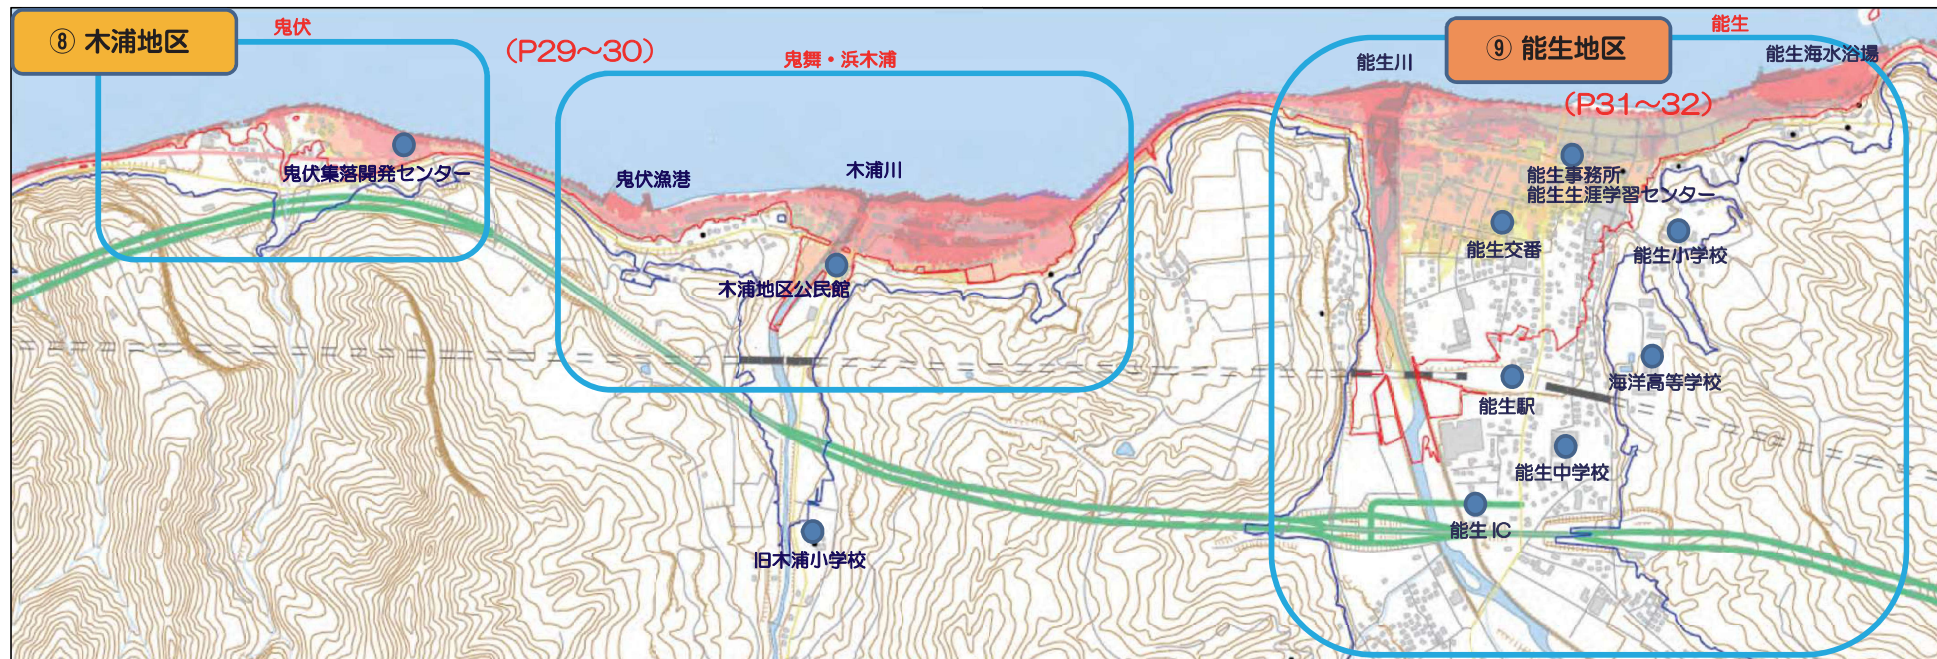 ⑧ 木浦地区
鬼伏
(P29～30)
鬼舞・浜木浦
⑨ 能生地区
能生
能生川
能生海水浴場
(P31～32)
鬼伏集落開発センター
鬼伏漁港
木浦川
能生事務所
能生生涯学習センター
能生交番
能生小学校
木浦地区公民館
海洋高等学校
能生駅
能生中学校
能生 IC
旧木浦小学校